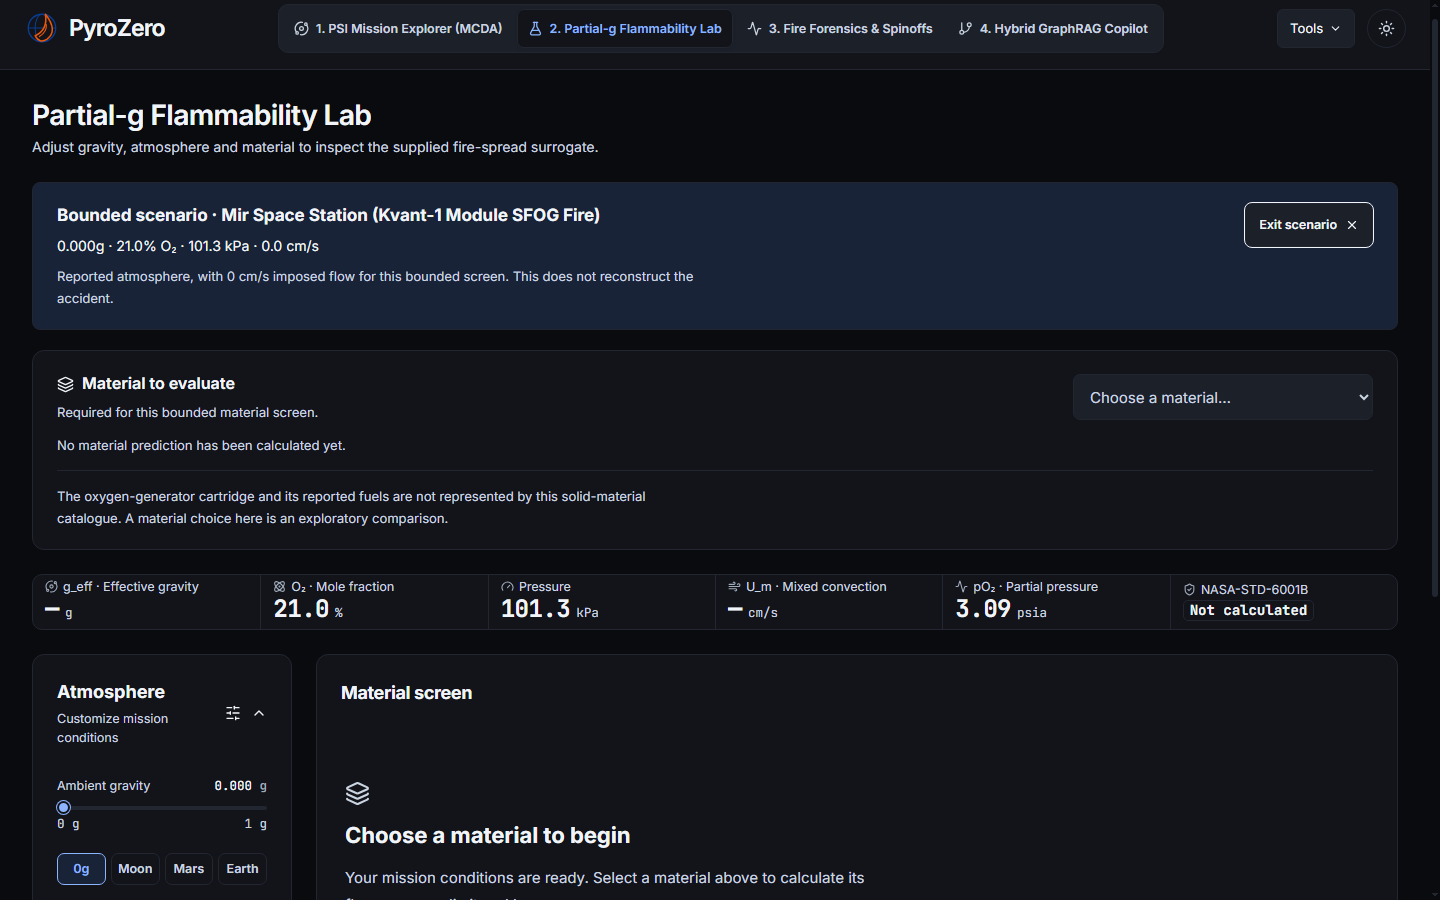 PyroZero
1. PSI Mission Explorer (MCDA)
2. Partial-g Flammability Lab
3. Fire Forensics & Spinoffs
4. Hybrid GraphRAG Copilot
Tools
Partial-g Flammability Lab
Adjust gravity, atmosphere and material to inspect the supplied fire-spread surrogate.
Bounded scenario · Mir Space Station (Kvant-1 Module SFOG Fire)
0.000g · 21.0% O₂ · 101.3 kPa · 0.0 cm/s
Reported atmosphere, with 0 cm/s imposed flow for this bounded screen. This does not reconstruct the
accident.
Exit scenario ×
Material to evaluate
Required for this bounded material screen.
No material prediction has been calculated yet.
Choose a material...
The oxygen-generator cartridge and its reported fuels are not represented by this solid-material
catalogue. A material choice here is an exploratory comparison.
g_eff · Effective gravity
– g
O₂ · Mole fraction
21.0 %
Pressure
101.3 kPa
U_m · Mixed convection
– cm/s
pO₂ · Partial pressure
3.09 psia
NASA-STD-6001B
Not calculated
Atmosphere
Customize mission
conditions
Ambient gravity 0.000 g
0 g 1 g
0g Moon Mars Earth
Material screen
Choose a material to begin
Your mission conditions are ready. Select a material above to calculate its